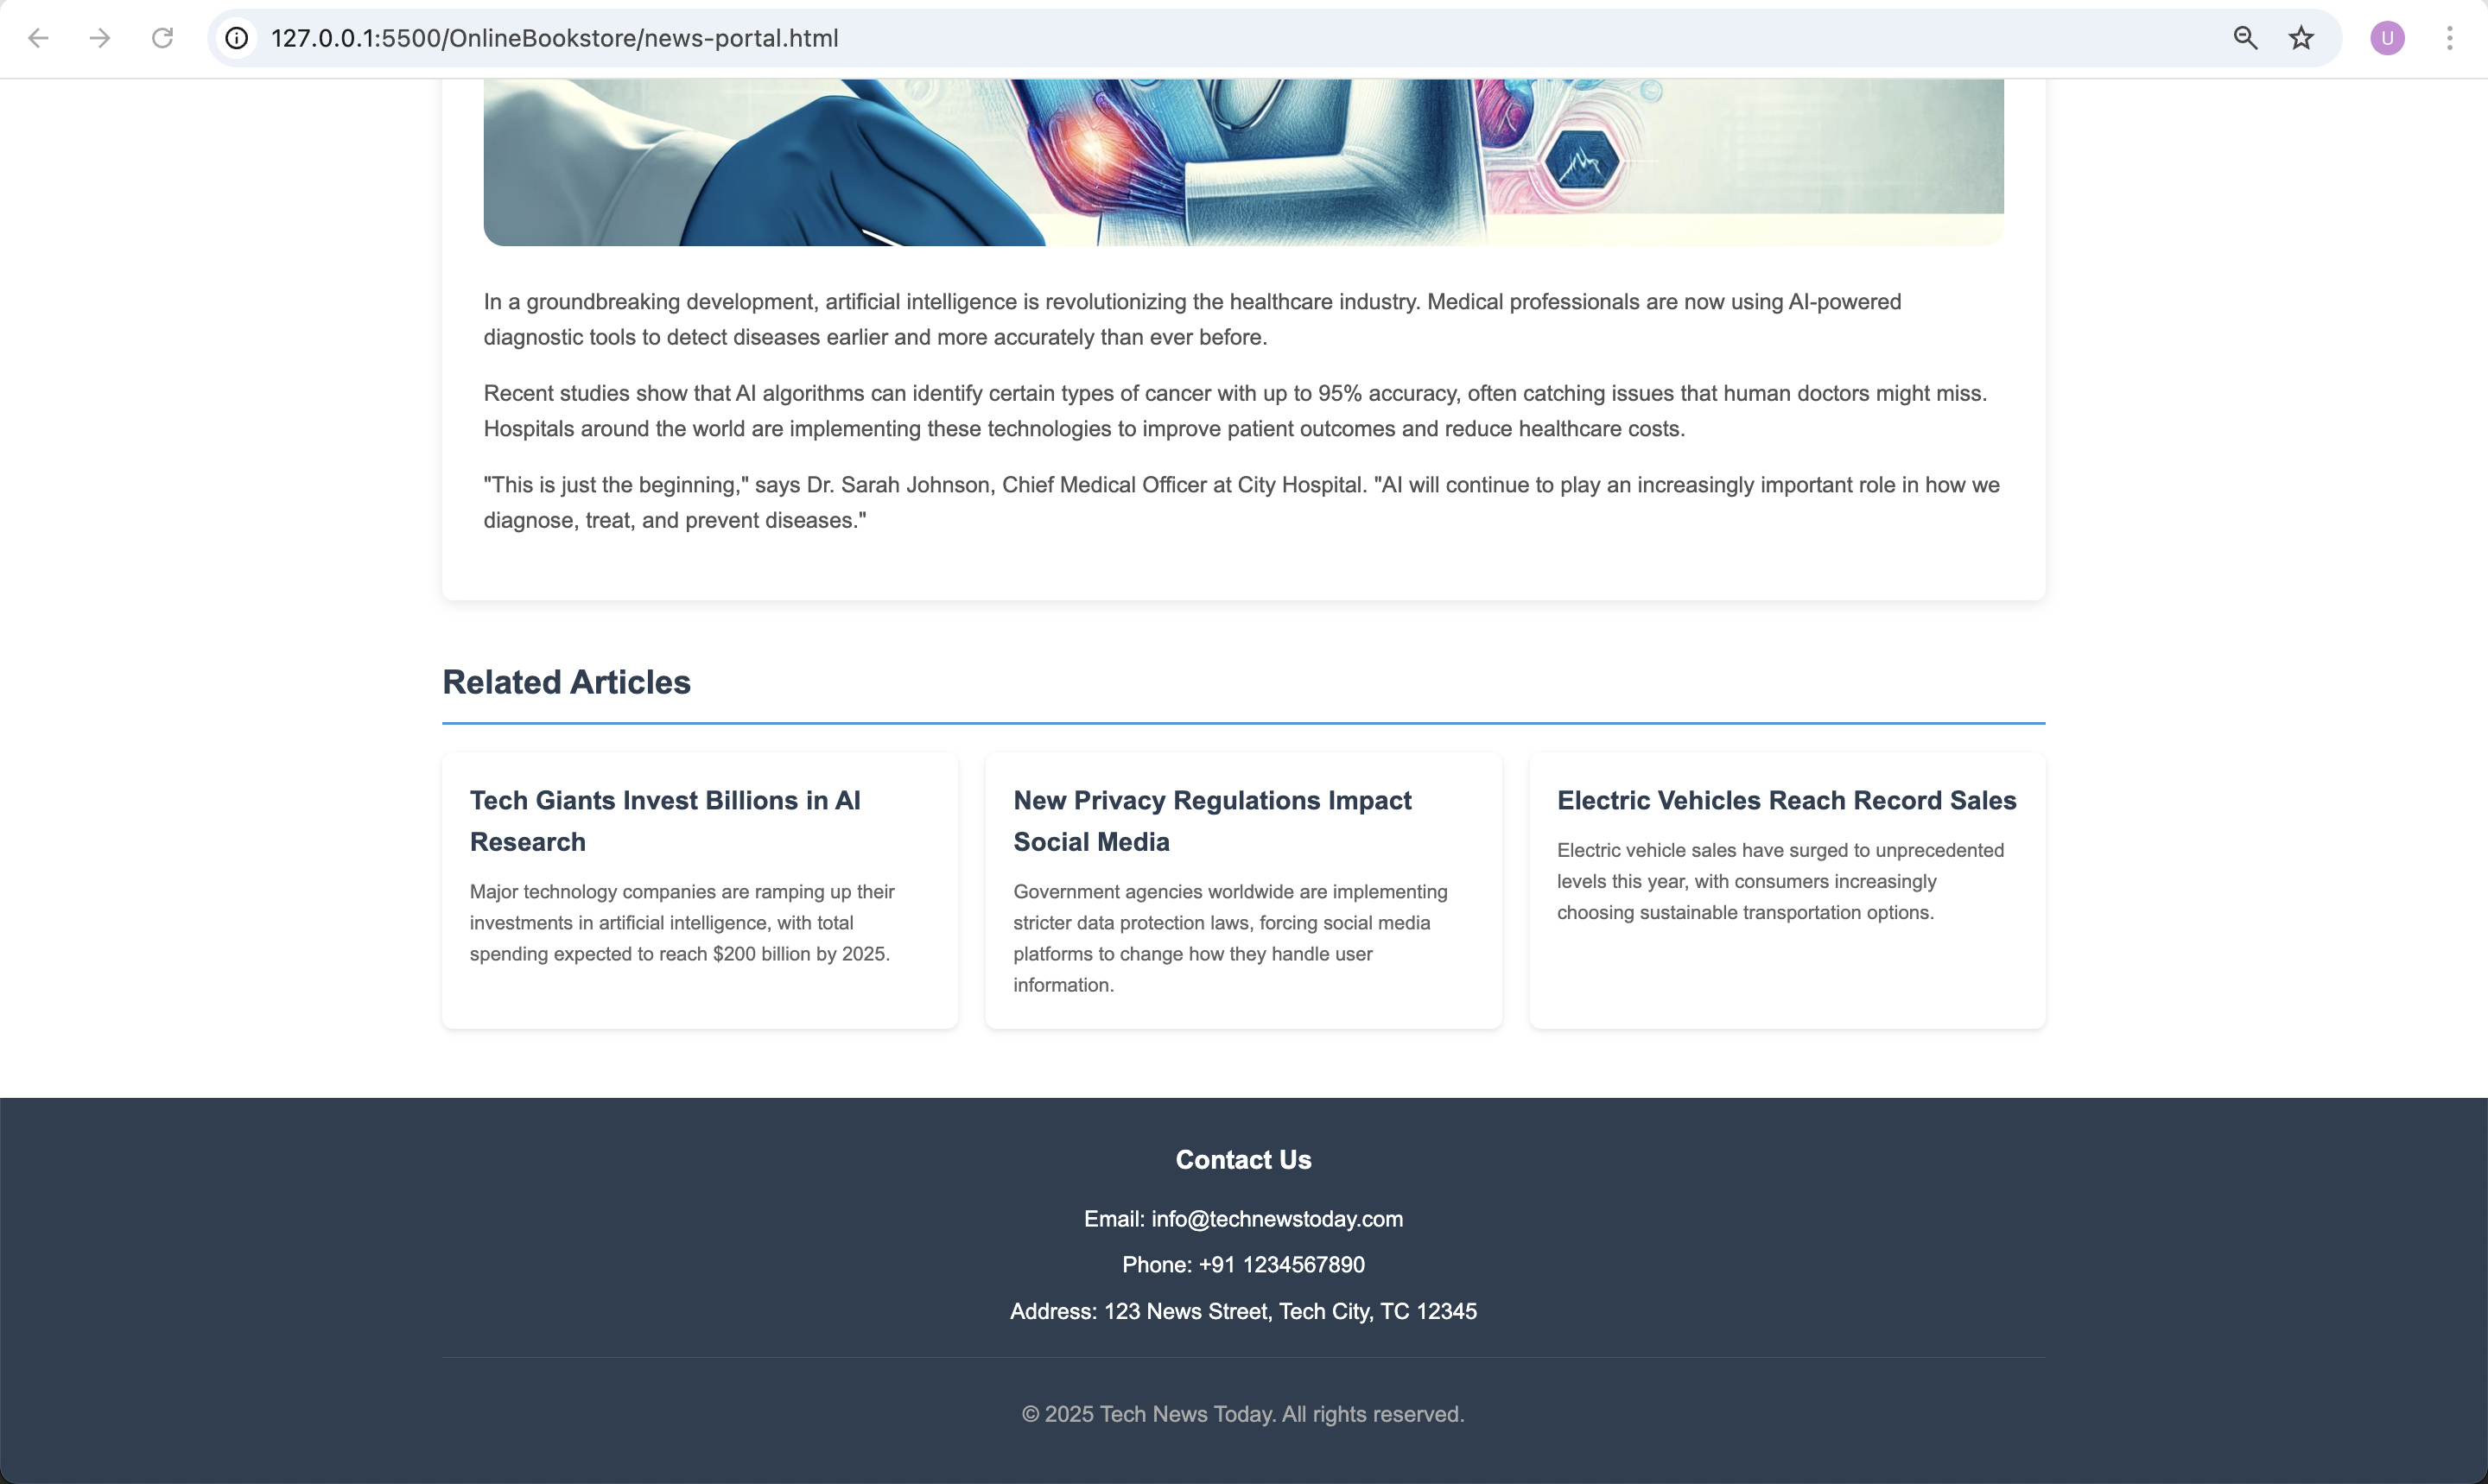 127.0.0.1:5500/OnlineBookstore/news-portal.html
U
In a groundbreaking development, artificial intelligence is revolutionizing the healthcare industry. Medical professionals are now using AI-powered
diagnostic tools to detect diseases earlier and more accurately than ever before.
Recent studies show that AI algorithms can identify certain types of cancer with up to 95% accuracy, often catching issues that human doctors might miss.
Hospitals around the world are implementing these technologies to improve patient outcomes and reduce healthcare costs.
"This is just the beginning," says Dr. Sarah Johnson, Chief Medical Officer at City Hospital. "AI will continue to play an increasingly important role in how we
diagnose, treat, and prevent diseases."
Related Articles
Tech Giants Invest Billions in AI
Research
Major technology companies are ramping up their
investments in artificial intelligence, with total
spending expected to reach $200 billion by 2025.
New Privacy Regulations Impact
Social Media
Government agencies worldwide are implementing
stricter data protection laws, forcing social media
platforms to change how they handle user
information.
Electric Vehicles Reach Record Sales
Electric vehicle sales have surged to unprecedented
levels this year, with consumers increasingly
choosing sustainable transportation options.
Contact Us
Email: info@technewstoday.com
Phone: +91 1234567890
Address: 123 News Street, Tech City, TC 12345
© 2025 Tech News Today. All rights reserved.